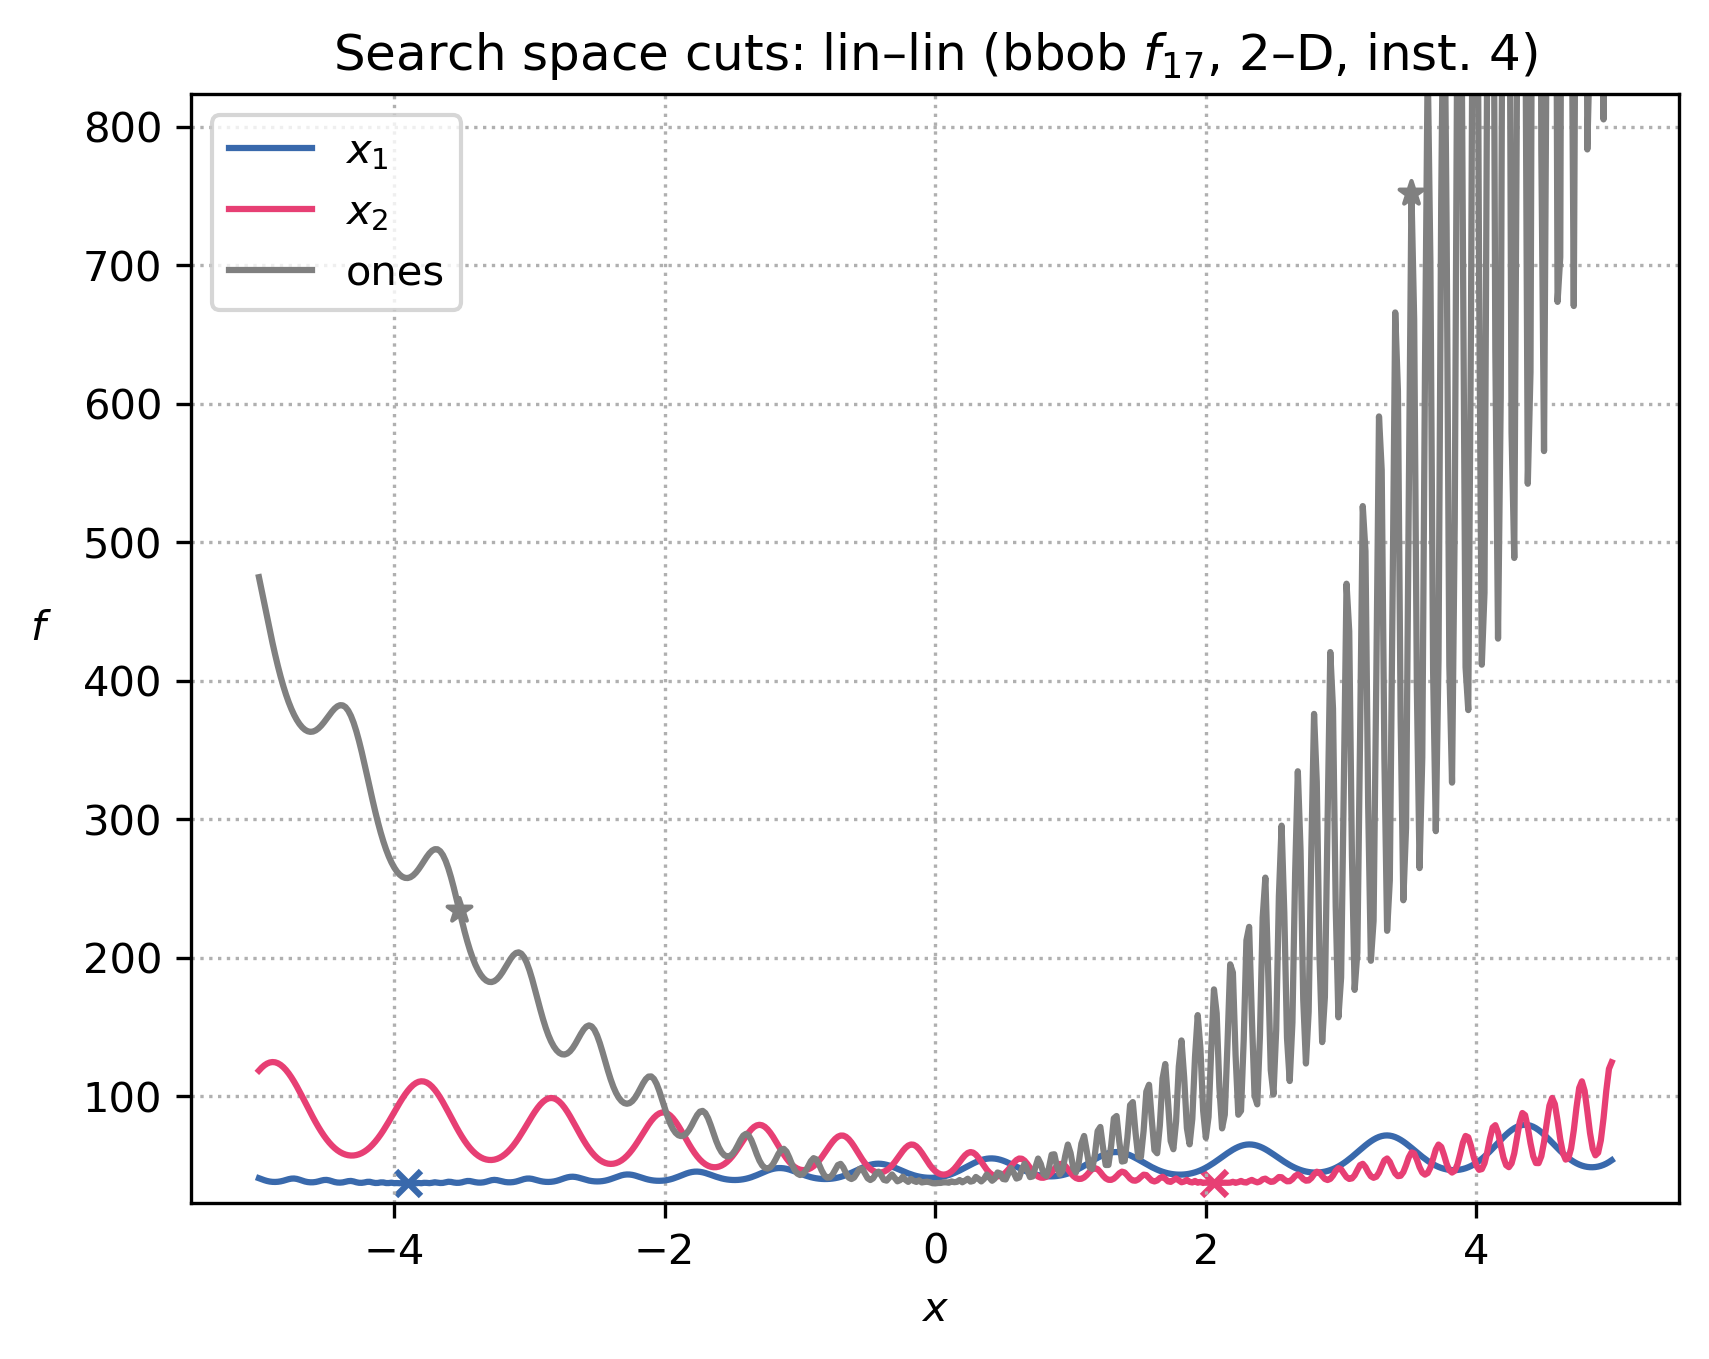 Search space cuts: lin–lin (bbob f₁₇, 2–D, inst. 4)
x₁
x₂
ones
800
700
600
500
400
300
200
100
f
−4
−2
0
2
4
x